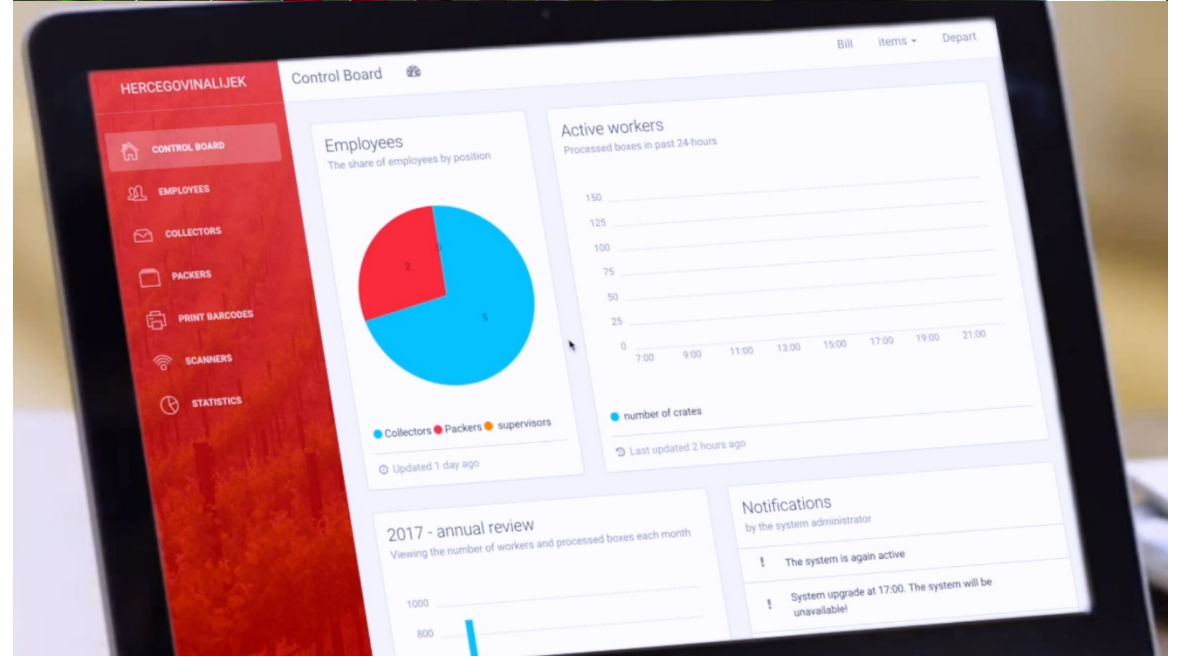 HERCEGOVINALIJEK
CONTROL BOARD
EMPLOYEES
COLLECTORS
PACKERS
PRINT BARCODES
SCANNERS
STATISTICS
Control Board
Bill
items
Depart
Employees
The share of employees by position
0
2
5
Collectors
Packers
supervisors
Updated 1 day ago
Active workers
Processed boxes in past 24-hours
150
125
100
75
50
25
0
7:00 9:00 11:00 13:00 15:00 17:00 19:00 21:00
number of crates
Last updated 2 hours ago
2017 - annual review
Viewing the number of workers and processed boxes each month
1000
800
Notifications
by the system administrator
! The system is again active
! System upgrade at 17:00. The system will be
unavailable!